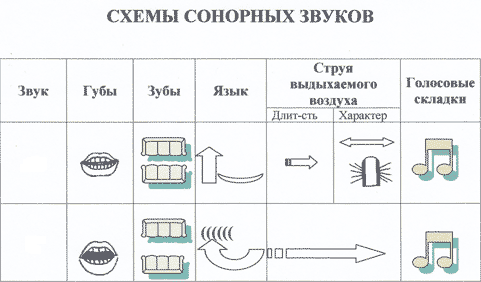 СХЕМЫ СОНОРНЫХ ЗВУКОВ
Звук
Губы
Зубы
Язык
Струя
выдыхаемого
воздуха
Длит-сть
Характер
Голосовые
складки